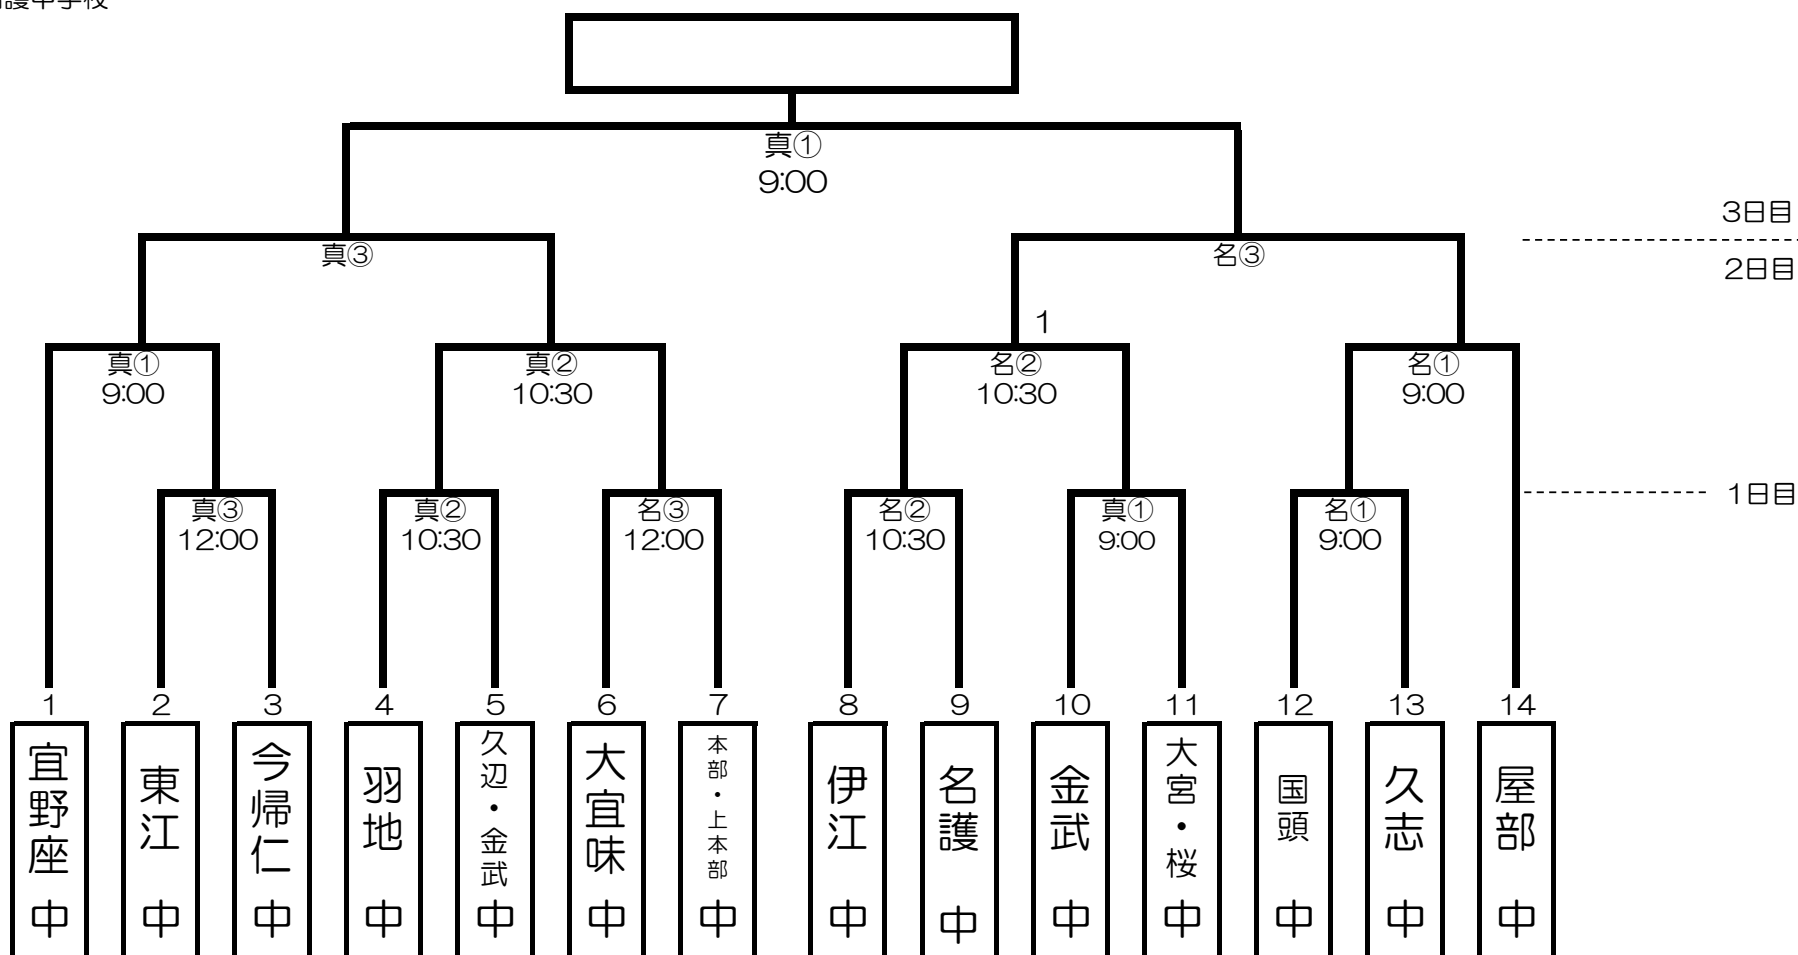 護中学校
真①
9:00
3日目
真③
名③
2日目
1
真①
9:00
真②
10:30
名②
10:30
名①
9:00
1日目
真③
12:00
真②
10:30
名③
12:00
名②
10:30
真①
9:00
名①
9:00
1 2 3 4 5 6 7 8 9 10 11 12 13 14
宜野座中
東江中
今帰仁中
羽地中
久辺・金武中
大宜味中
本部・上本部中
伊江中
名護中
金武中
大宮・桜中
国頭中
久志中
屋部中